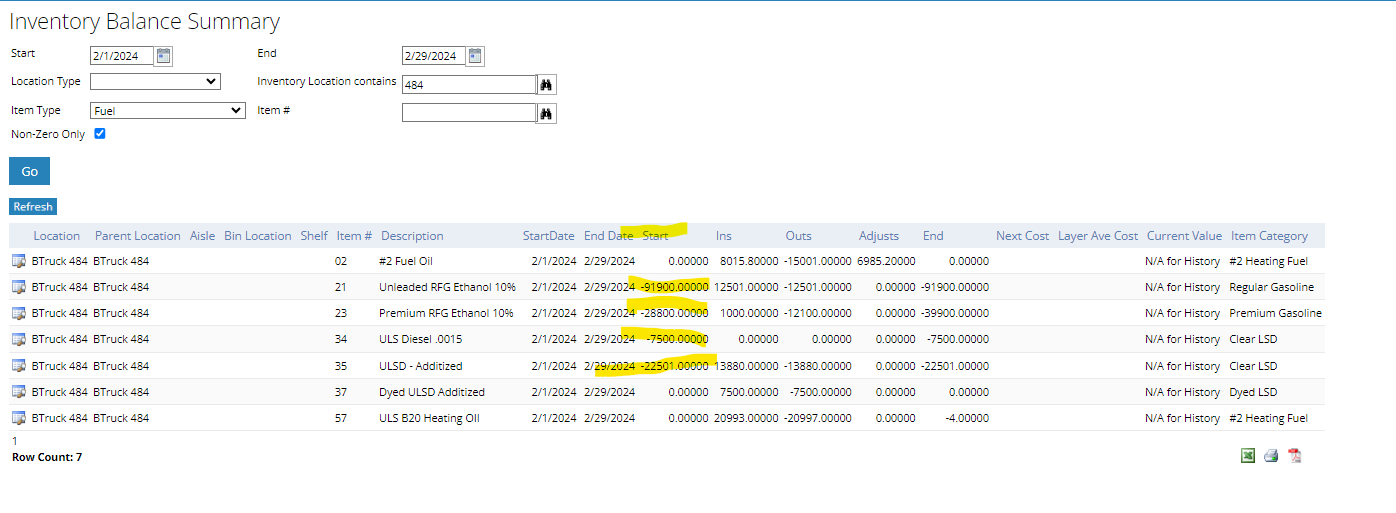 Inventory Balance Summary
Start 2/1/2024 End 2/29/2024
Location Type Inventory Location contains 484
Item Type Fuel Item #
Non-Zero Only
Go
Refresh
Location Parent Location Aisle Bin Location Shelf Item # Description StartDate End Date Start Ins Outs Adjusts End Next Cost Layer Ave Cost Current Value Item Category
BTruck 484 BTruck 484 02 #2 Fuel Oil 2/1/2024 2/29/2024 0.00000 8015.80000 -15001.00000 6985.20000 0.00000 N/A for History #2 Heating Fuel
BTruck 484 BTruck 484 21 Unleaded RFG Ethanol 10% 2/1/2024 2/29/2024 -91900.00000 12501.00000 -12501.00000 0.00000 -91900.00000 N/A for History Regular Gasoline
BTruck 484 BTruck 484 23 Premium RFG Ethanol 10% 2/1/2024 2/29/2024 -28800.00000 1000.00000 -12100.00000 0.00000 -39900.00000 N/A for History Premium Gasoline
BTruck 484 BTruck 484 34 ULS Diesel .0015 2/1/2024 2/29/2024 -7500.00000 0.00000 0.00000 0.00000 -7500.00000 N/A for History Clear LSD
BTruck 484 BTruck 484 35 ULSD - Additized 2/1/2024 2/29/2024 -22501.00000 13880.00000 -13880.00000 0.00000 -22501.00000 N/A for History Clear LSD
BTruck 484 BTruck 484 37 Dyed ULSD Additized 2/1/2024 2/29/2024 0.00000 7500.00000 -7500.00000 0.00000 0.00000 N/A for History Dyed LSD
BTruck 484 BTruck 484 57 ULS B20 Heating OIl 2/1/2024 2/29/2024 0.00000 20993.00000 -20997.00000 0.00000 -4.00000 N/A for History #2 Heating Fuel
1
Row Count: 7